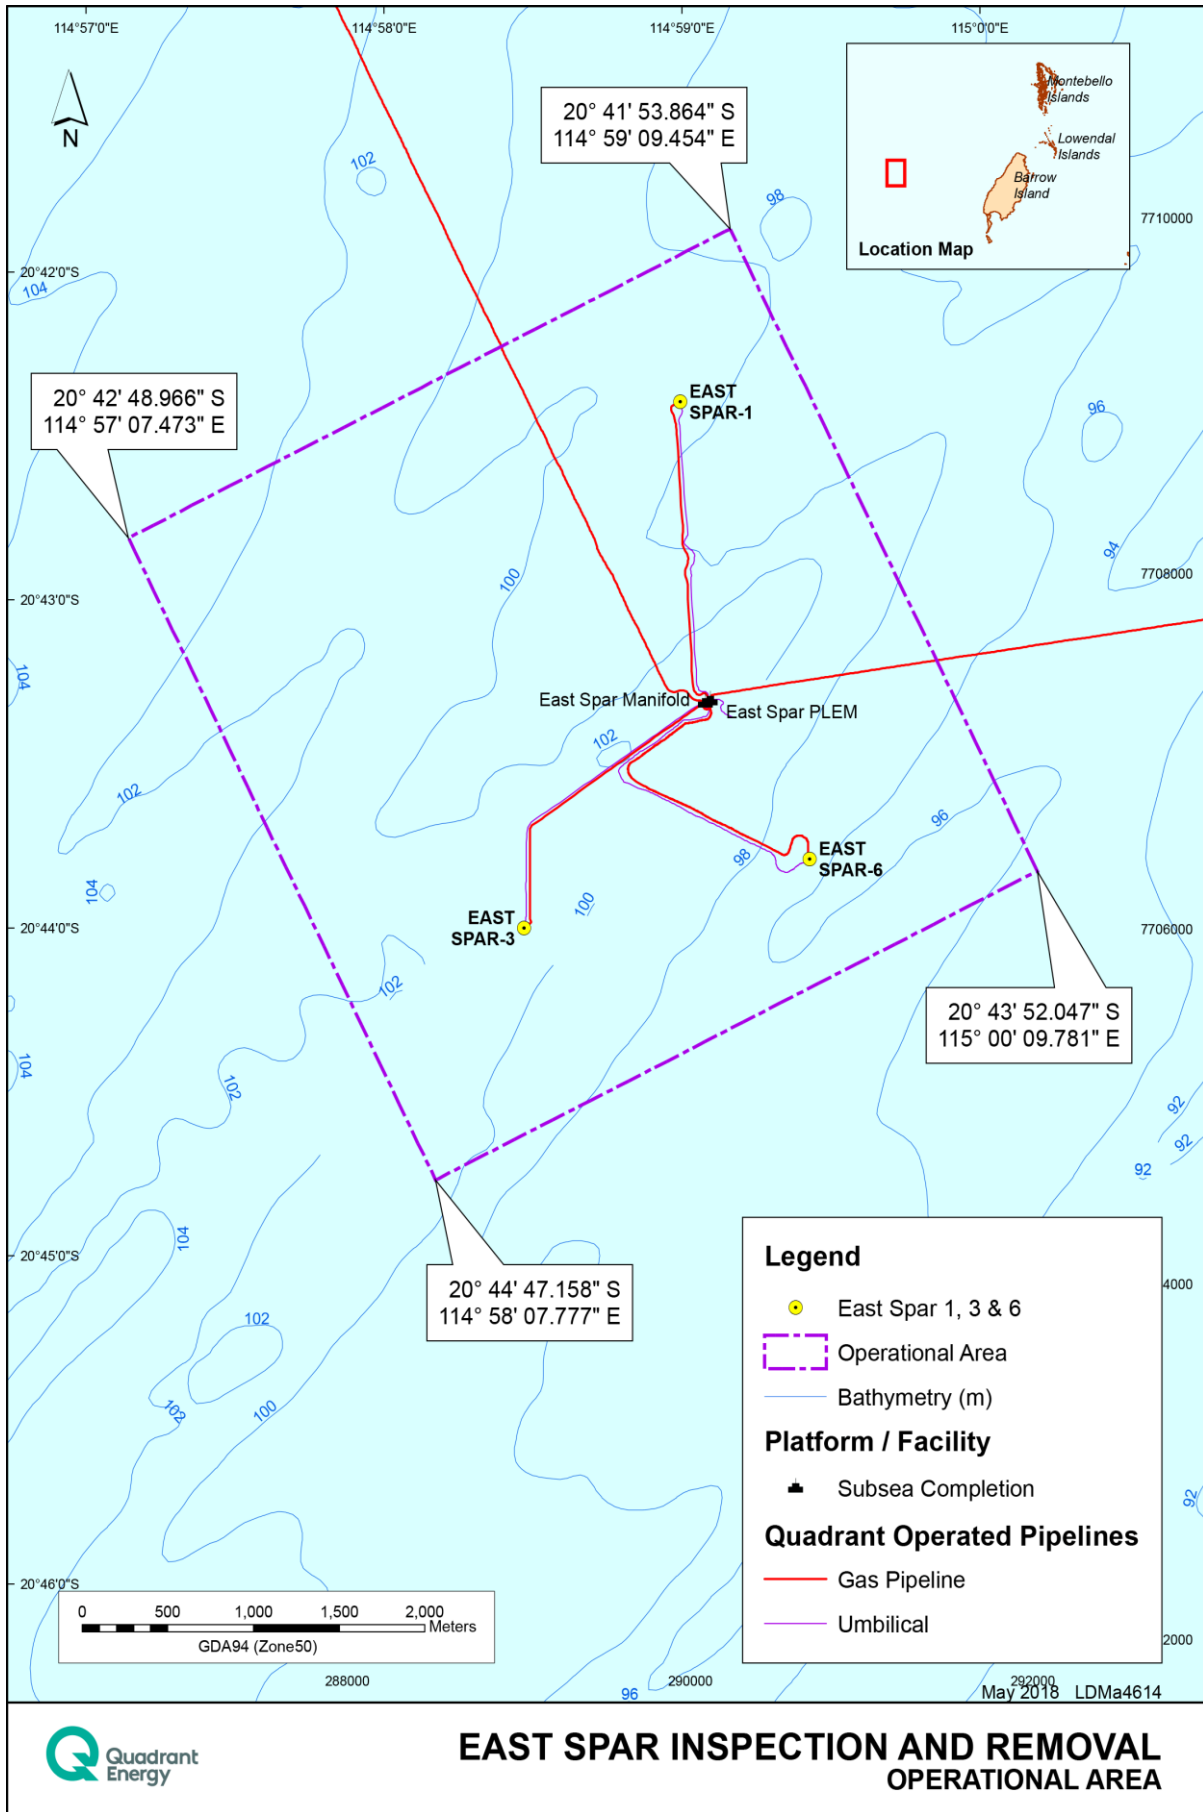 114°57'0"E
114°58'0"E
114°59'0"E
115°0'0"E
N
20° 41' 53.864" S
114° 59' 09.454" E
Montebello
Islands
Lowendal
Islands
Barrow
Island
Location Map
102
98
7710000
20°42'0"S
104
20° 42' 48.966" S
114° 57' 07.473" E
EAST
SPAR-1
96
94
100
7708000
20°43'0"S
104
East Spar Manifold
East Spar PLEM
102
102
96
98
EAST
SPAR-6
104
100
EAST
SPAR-3
20°44'0"S
7706000
102
20° 43' 52.047" S
115° 00' 09.781" E
104
102
92
92
92
104
20°45'0"S
20° 44' 47.158" S
114° 58' 07.777" E
4000
102
102
100
92
Legend
East Spar 1, 3 & 6
Operational Area
Bathymetry (m)
Platform / Facility
Subsea Completion
Quadrant Operated Pipelines
Gas Pipeline
Umbilical
20°46'0"S
0 500 1,000 1,500 2,000
Meters
GDA94 (Zone50)
2000
288000
290000
292000
96
May 2018 LDMa4614
Quadrant
Energy
EAST SPAR INSPECTION AND REMOVAL
OPERATIONAL AREA